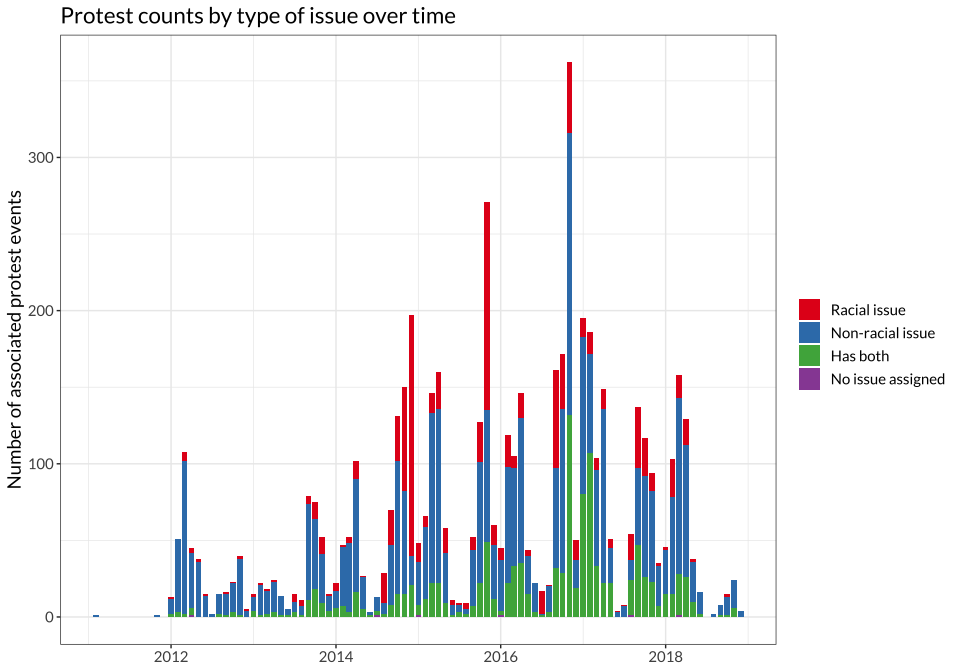 Protest counts by type of issue over time
Number of associated protest events
300
200
100
0
2012
2014
2016
2018
Racial issue
Non-racial issue
Has both
No issue assigned